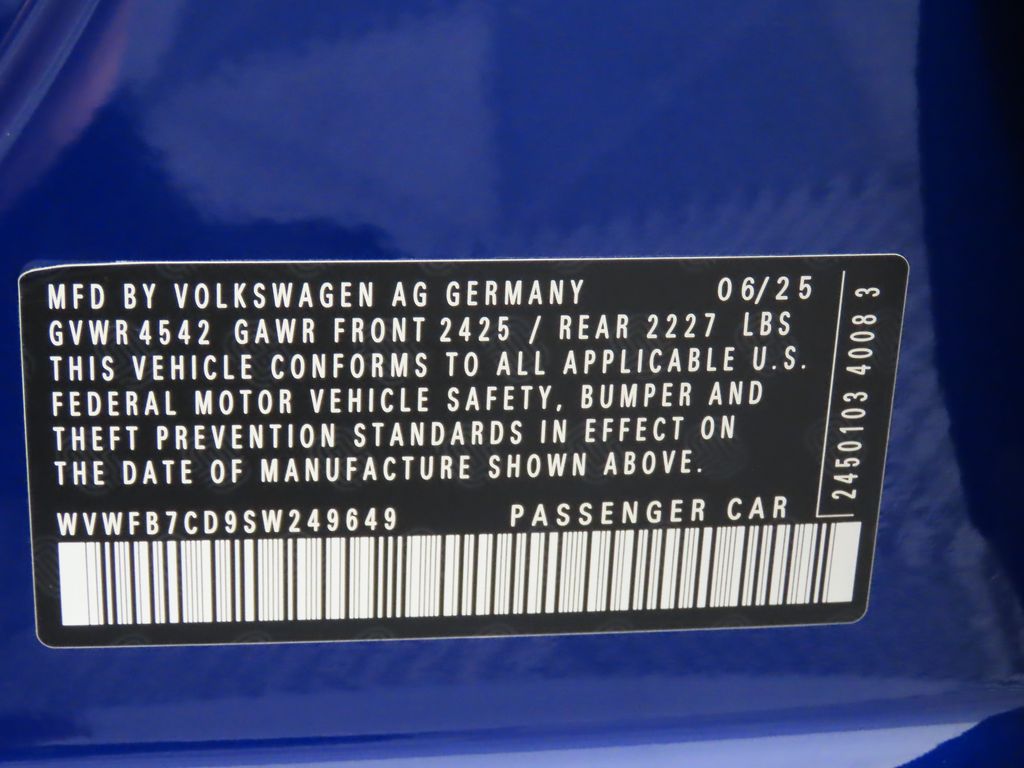 MFD BY VOLKSWAGEN AG GERMANY 06/25
GVWR 4542 GAWR FRONT 2425 / REAR 2227 LBS
THIS VEHICLE CONFORMS TO ALL APPLICABLE U.S.
FEDERAL MOTOR VEHICLE SAFETY, BUMPER AND
THEFT PREVENTION STANDARDS IN EFFECT ON
THE DATE OF MANUFACTURE SHOWN ABOVE.
WVWFB7CD9SW249649 PASSENGER CAR
2450103 4008 3